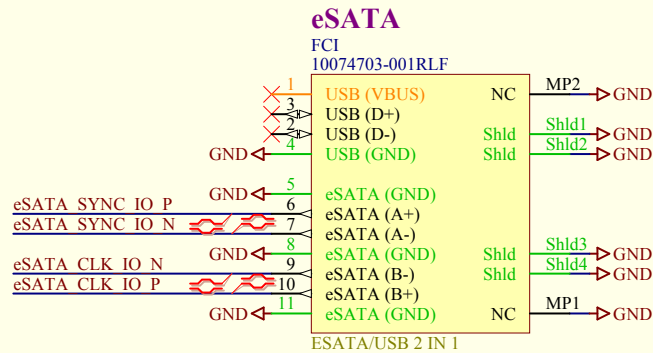 eSATA
FCI
10074703-001RLF
1 USB (VBUS) NC MP2 GND
3 USB (D+)
2 USB (D-) Shld Shld1 GND
GND 4 USB (GND) Shld Shld2 GND
GND 5 eSATA (GND)
eSATA SYNC IO P 6 eSATA (A+)
eSATA SYNC IO N 7 eSATA (A-)
GND 8 eSATA (GND) Shld Shld3 GND
eSATA CLK IO N 9 eSATA (B-) Shld Shld4 GND
eSATA CLK IO P 10 eSATA (B+)
GND 11 eSATA (GND) NC MP1 GND
ESATA/USB 2 IN 1